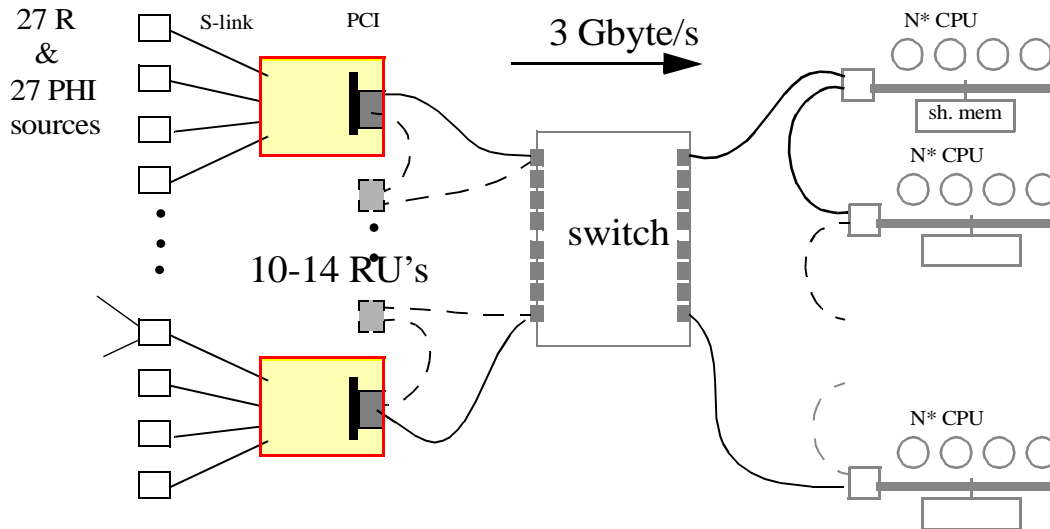 27 R
&
27 PHI
sources
S-link
PCI
3 Gbyte/s
N* CPU
sh. mem
N* CPU
switch
10-14 RU's
N* CPU